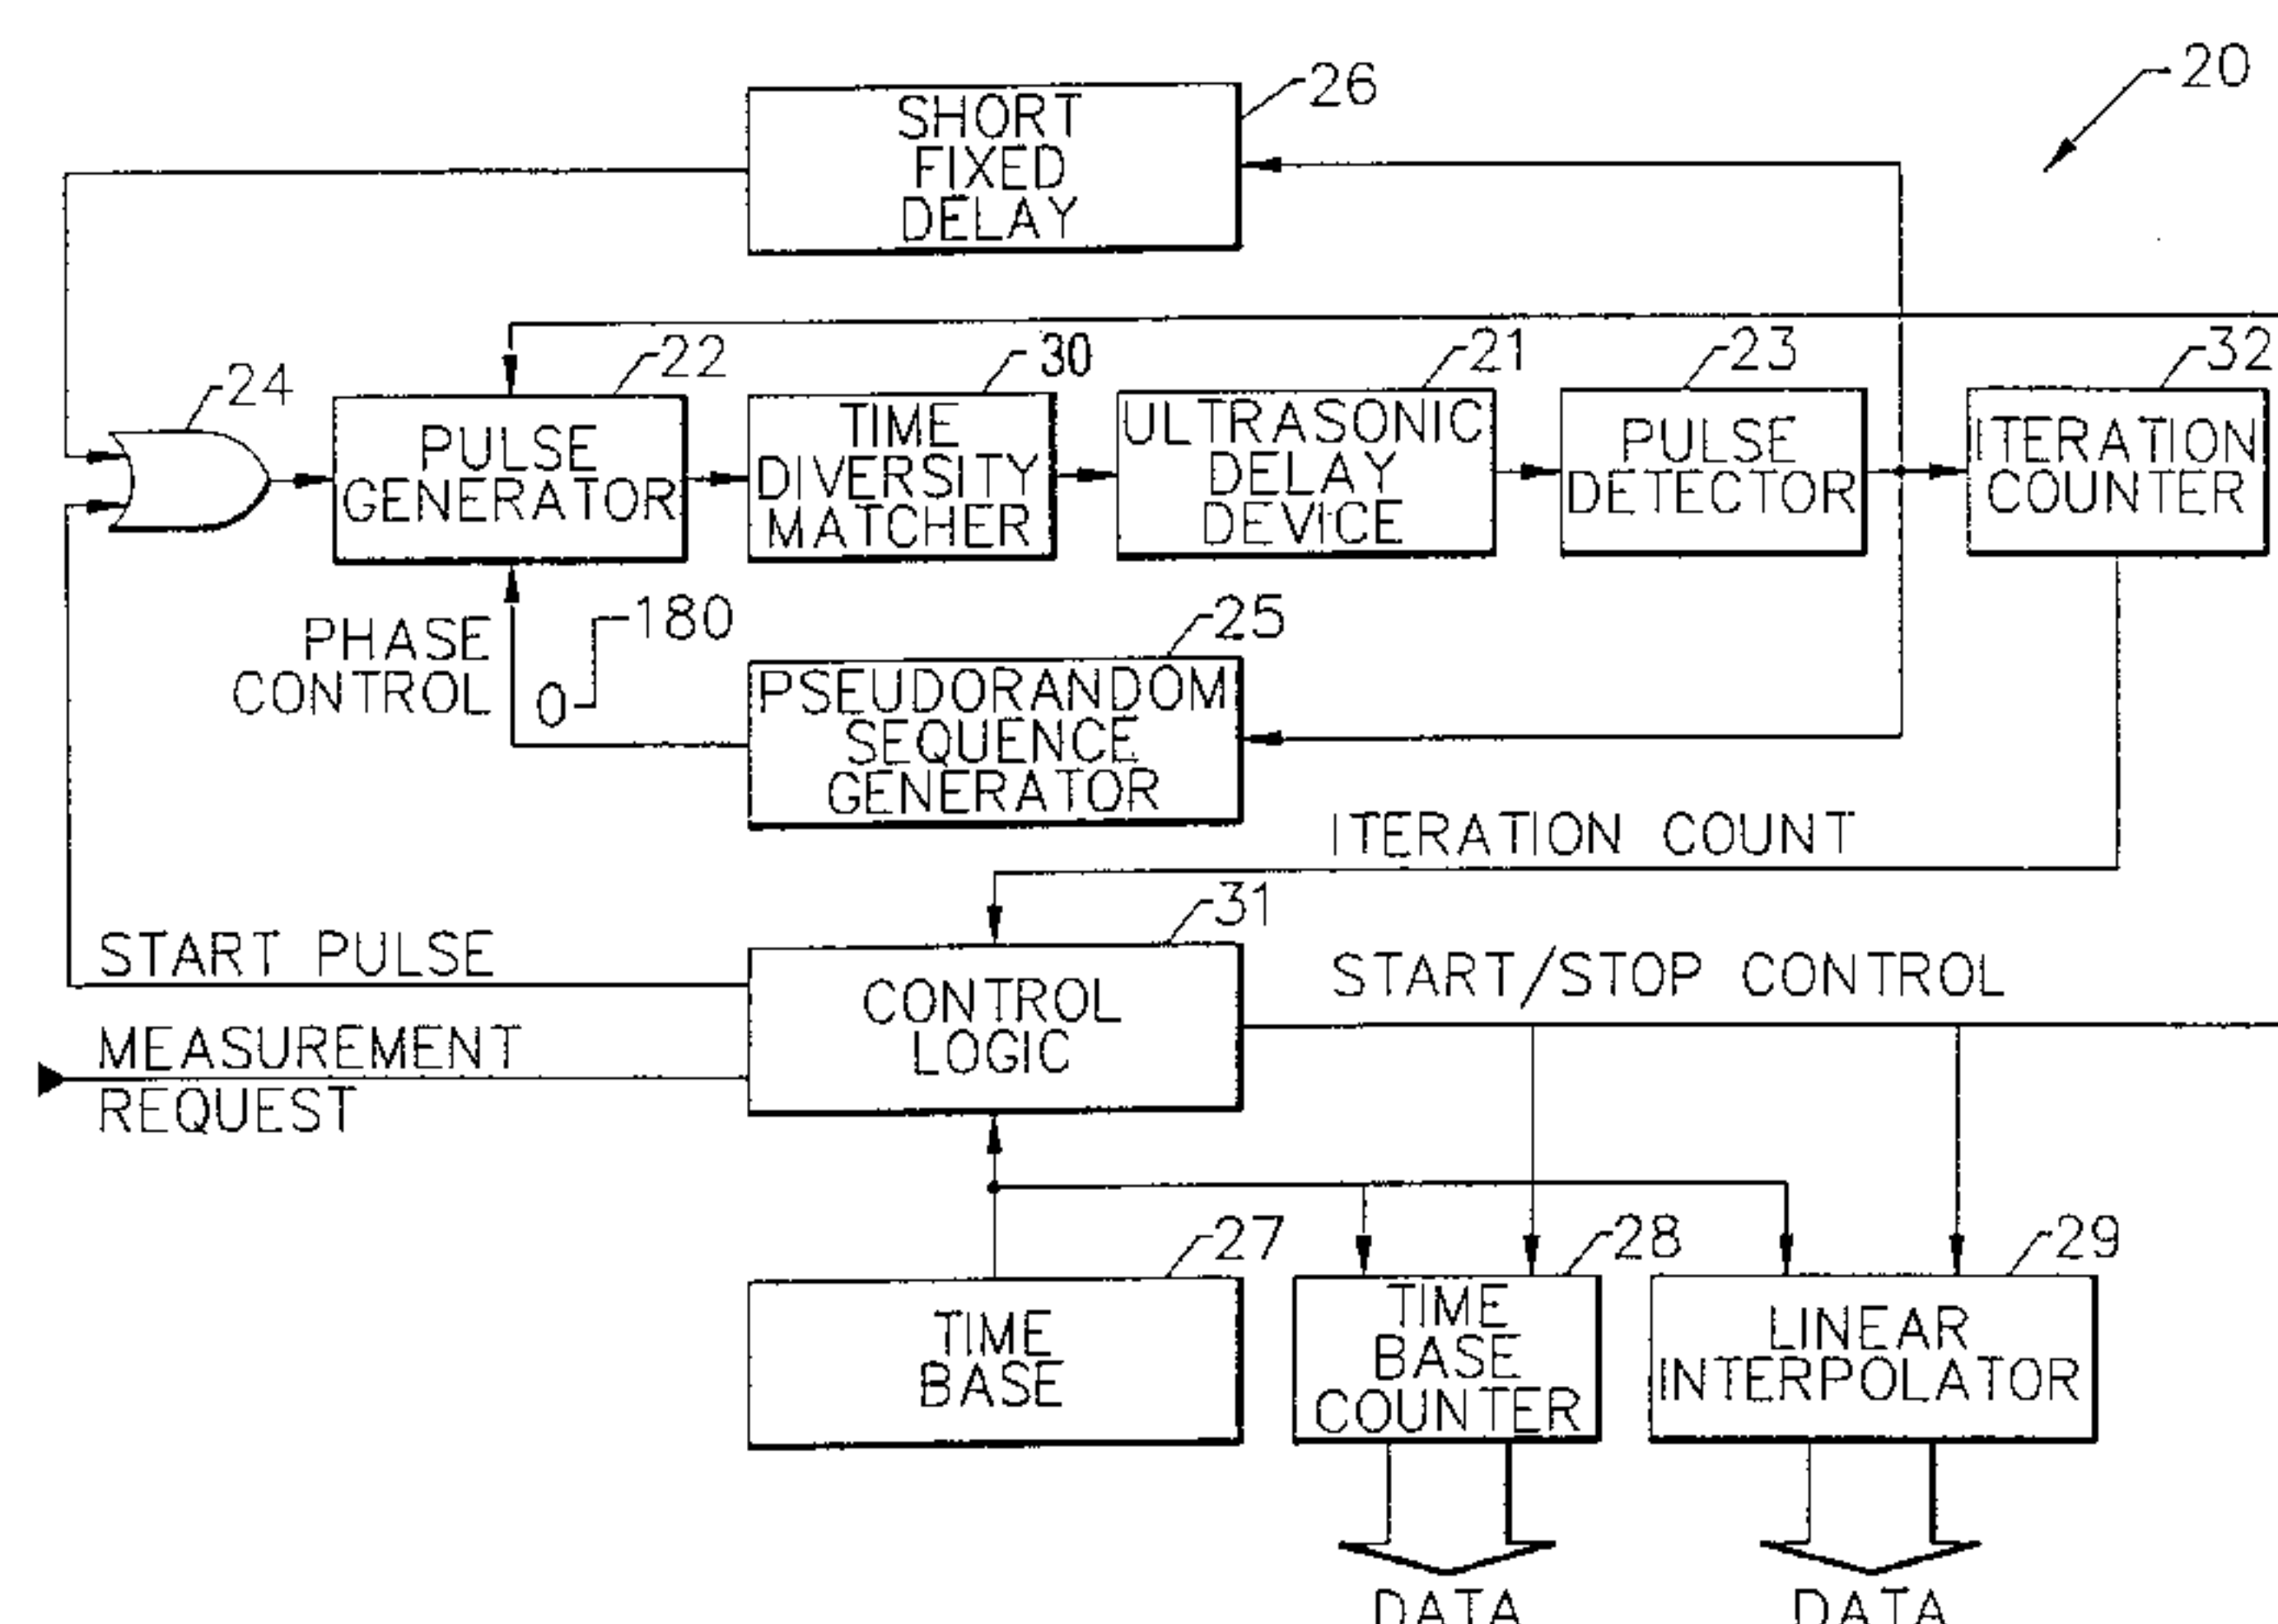 20
26
SHORT
FIXED
DELAY
24
22
30
21
23
32
PULSE
GENERATOR
TIME
DIVERSITY
MATCHER
ULTRASONIC
DELAY
DEVICE
PULSE
DETECTOR
ITERATION
COUNTER
PHASE
CONTROL
0
180
25
PSEUDORANDOM
SEQUENCE
GENERATOR
ITERATION COUNT
31
START PULSE
CONTROL
LOGIC
START/STOP CONTROL
MEASUREMENT
REQUEST
27
28
29
TIME
BASE
TIME
BASE
COUNTER
LINEAR
INTERPOLATOR
DATA
DATA